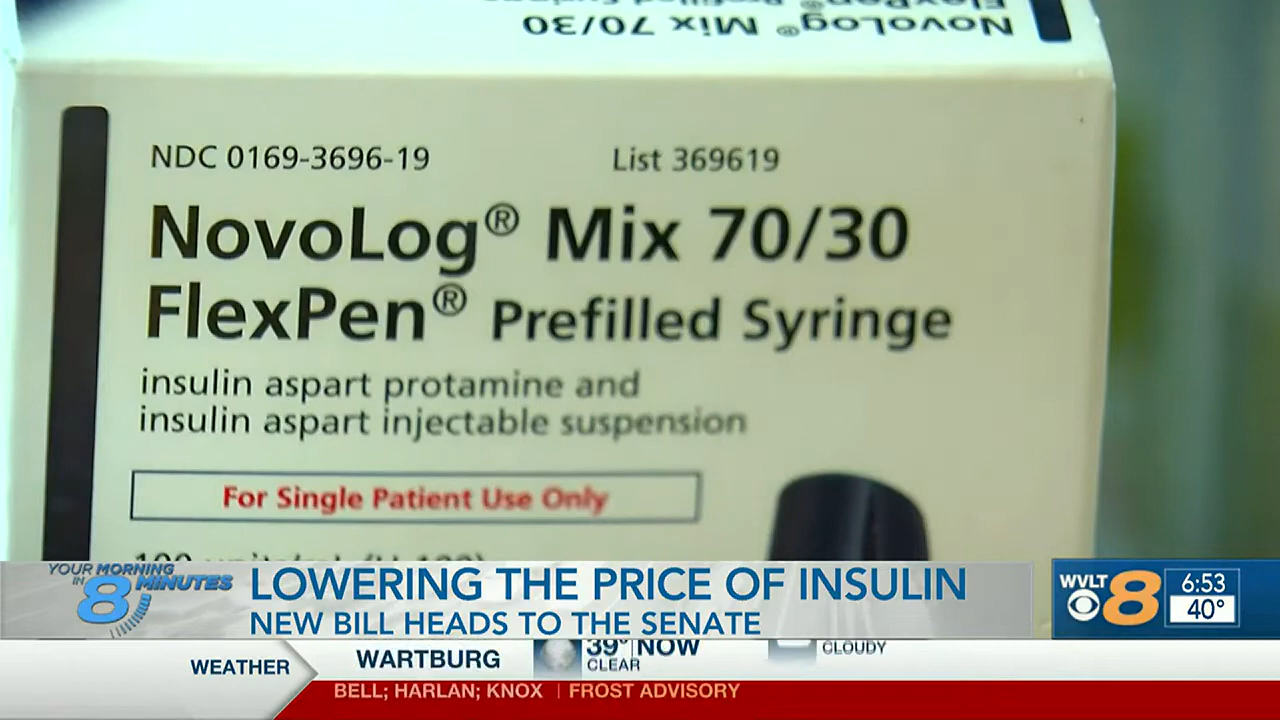 NovoLog® Mix 70/30
NDC 0169-3696-19 List 369619
NovoLog® Mix 70/30
FlexPen® Prefilled Syringe
insulin aspart protamine and
insulin aspart injectable suspension
For Single Patient Use Only
YOUR MORNING
IN 8 MINUTES
LOWERING THE PRICE OF INSULIN
NEW BILL HEADS TO THE SENATE
WVLT 8
6:53
40°
WEATHER
WARTBURG
39° NOW
CLEAR
CLOUDY
BELL; HARLAN; KNOX | FROST ADVISORY